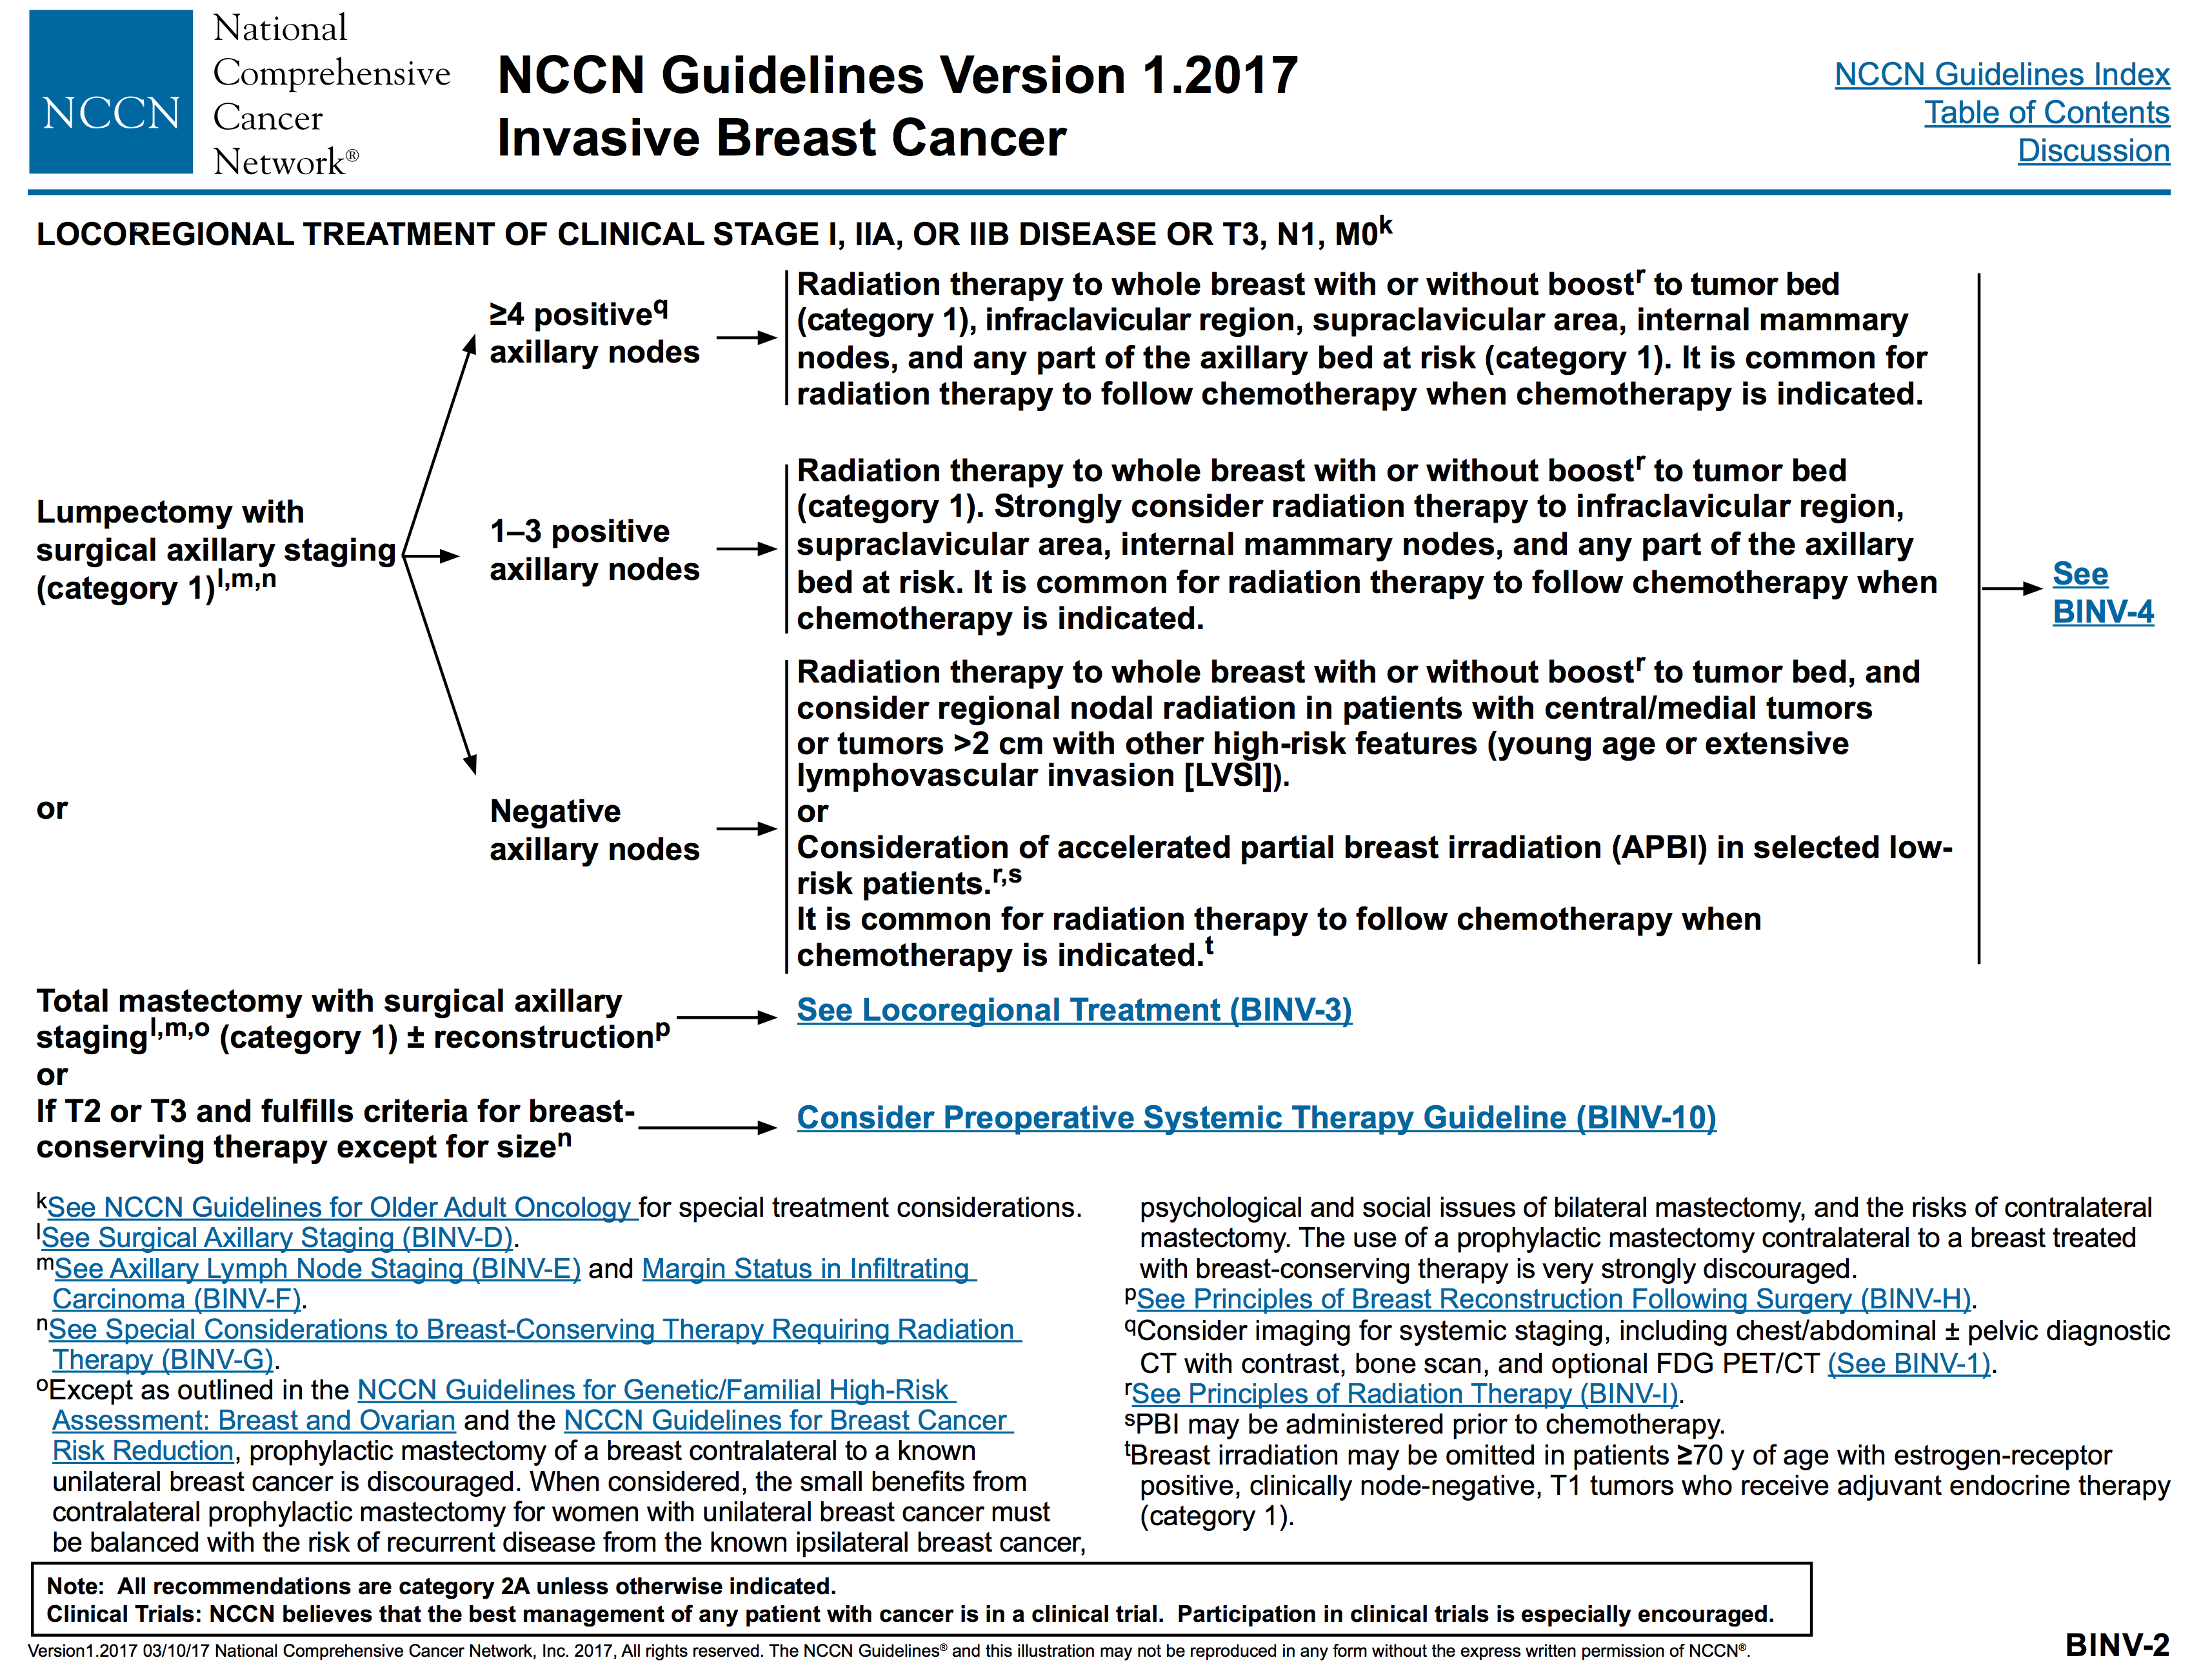 NCCN
National
Comprehensive
Cancer
Network®
NCCN Guidelines Version 1.2017
Invasive Breast Cancer
NCCN Guidelines Index
Table of Contents
Discussion
LOCOREGIONAL TREATMENT OF CLINICAL STAGE I, IIA, OR IIB DISEASE OR T3, N1, M0k
Lumpectomy with
surgical axillary staging
(category 1)l,m,n
≥4 positiveq
axillary nodes
Radiation therapy to whole breast with or without boostr to tumor bed
(category 1), infraclavicular region, supraclavicular area, internal mammary
nodes, and any part of the axillary bed at risk (category 1). It is common for
radiation therapy to follow chemotherapy when chemotherapy is indicated.
1–3 positive
axillary nodes
Radiation therapy to whole breast with or without boostr to tumor bed
(category 1). Strongly consider radiation therapy to infraclavicular region,
supraclavicular area, internal mammary nodes, and any part of the axillary
bed at risk. It is common for radiation therapy to follow chemotherapy when
chemotherapy is indicated.
Negative
axillary nodes
Radiation therapy to whole breast with or without boostr to tumor bed, and
consider regional nodal radiation in patients with central/medial tumors
or tumors >2 cm with other high-risk features (young age or extensive
lymphovascular invasion [LVSI]).
or
Consideration of accelerated partial breast irradiation (APBI) in selected low-
risk patients.r,s
It is common for radiation therapy to follow chemotherapy when
chemotherapy is indicated.t
See
BINV-4
or
Total mastectomy with surgical axillary
stagingl,m,o (category 1) ± reconstructionp
See Locoregional Treatment (BINV-3)
or
If T2 or T3 and fulfills criteria for breast-
conserving therapy except for sizen
Consider Preoperative Systemic Therapy Guideline (BINV-10)
kSee NCCN Guidelines for Older Adult Oncology for special treatment considerations.
lSee Surgical Axillary Staging (BINV-D).
mSee Axillary Lymph Node Staging (BINV-E) and Margin Status in Infiltrating
Carcinoma (BINV-F).
nSee Special Considerations to Breast-Conserving Therapy Requiring Radiation
Therapy (BINV-G).
oExcept as outlined in the NCCN Guidelines for Genetic/Familial High-Risk
Assessment: Breast and Ovarian and the NCCN Guidelines for Breast Cancer
Risk Reduction, prophylactic mastectomy of a breast contralateral to a known
unilateral breast cancer is discouraged. When considered, the small benefits from
contralateral prophylactic mastectomy for women with unilateral breast cancer must
be balanced with the risk of recurrent disease from the known ipsilateral breast cancer,
psychological and social issues of bilateral mastectomy, and the risks of contralateral
mastectomy. The use of a prophylactic mastectomy contralateral to a breast treated
with breast-conserving therapy is very strongly discouraged.
pSee Principles of Breast Reconstruction Following Surgery (BINV-H).
qConsider imaging for systemic staging, including chest/abdominal ± pelvic diagnostic
CT with contrast, bone scan, and optional FDG PET/CT (See BINV-1).
rSee Principles of Radiation Therapy (BINV-I).
sPBI may be administered prior to chemotherapy.
tBreast irradiation may be omitted in patients ≥70 y of age with estrogen-receptor
positive, clinically node-negative, T1 tumors who receive adjuvant endocrine therapy
(category 1).
Note: All recommendations are category 2A unless otherwise indicated.
Clinical Trials: NCCN believes that the best management of any patient with cancer is in a clinical trial. Participation in clinical trials is especially encouraged.
Version1.2017 03/10/17 National Comprehensive Cancer Network, Inc. 2017, All rights reserved. The NCCN Guidelines® and this illustration may not be reproduced in any form without the express written permission of NCCN®.
BINV-2